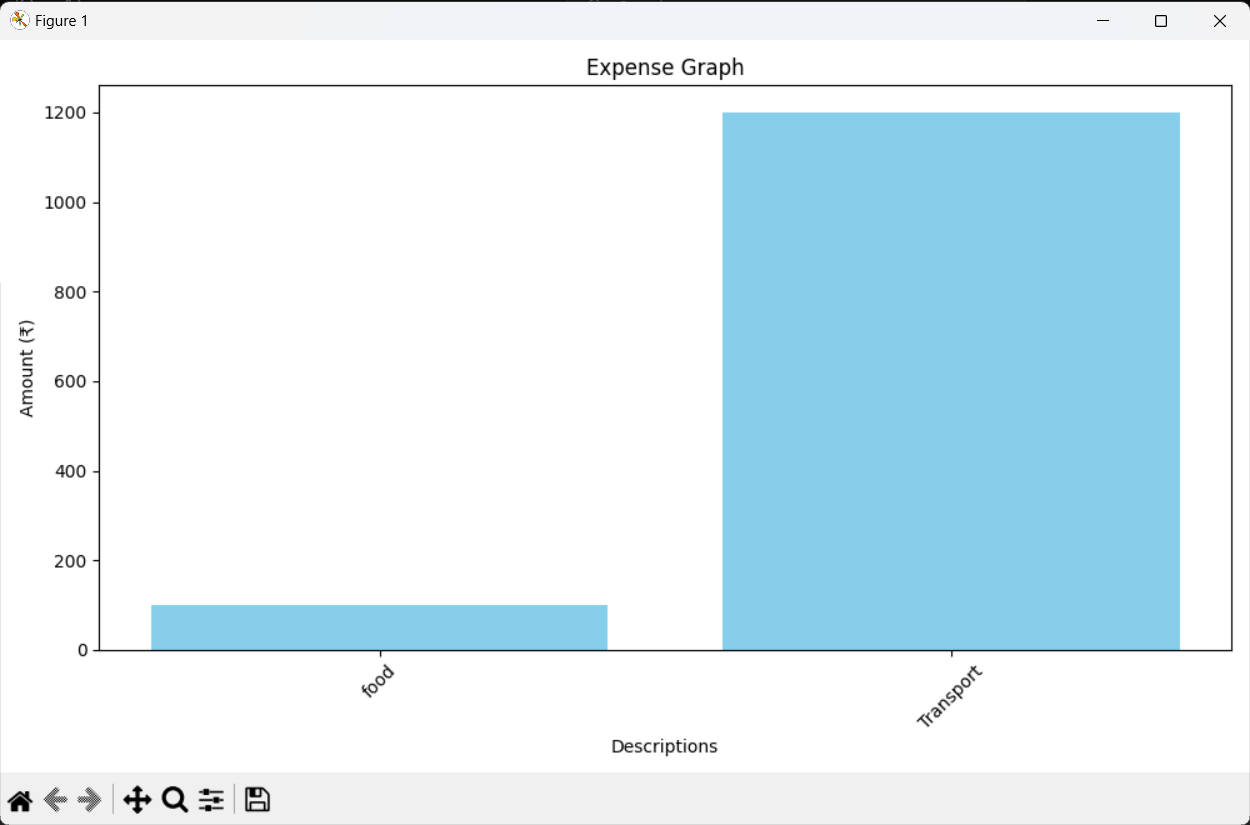 Figure 1
Expense Graph
1200
1000
800
600
400
200
0
Amount (₹)
food
Transport
Descriptions